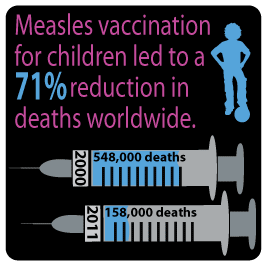 Measles vaccination
for children led to a
71% reduction in
deaths worldwide.
2000
548,000 deaths
2011
158,000 deaths